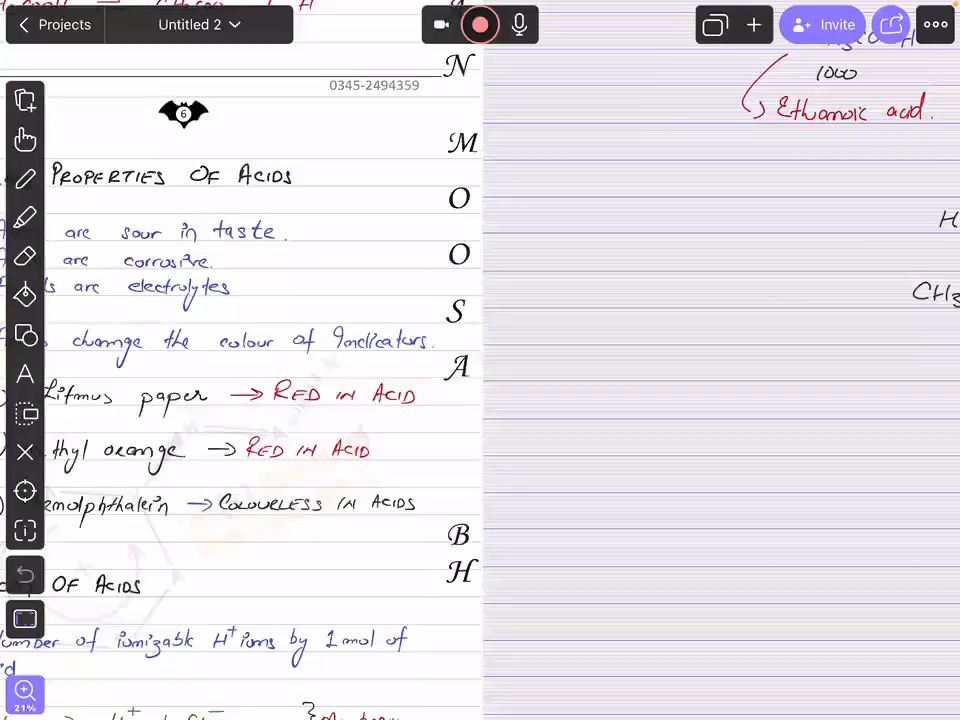 Projects
Untitled 2
Invite
0345-2494359
6
PROPERTIES OF ACIDS
are sour in taste.
are corrosive.
are electrolytes
change the colour of Indicators.
Litmus paper → RED IN ACID
thyl orange → RED IN ACID
nolphthalein → COLOURLESS IN ACIDS
OF ACIDS
Number of ionizable H⁺ ions by 1 mol of
N
M
O
O
S
A
B
H
1000
Ethanoic acid.
H
CH3
A
21%